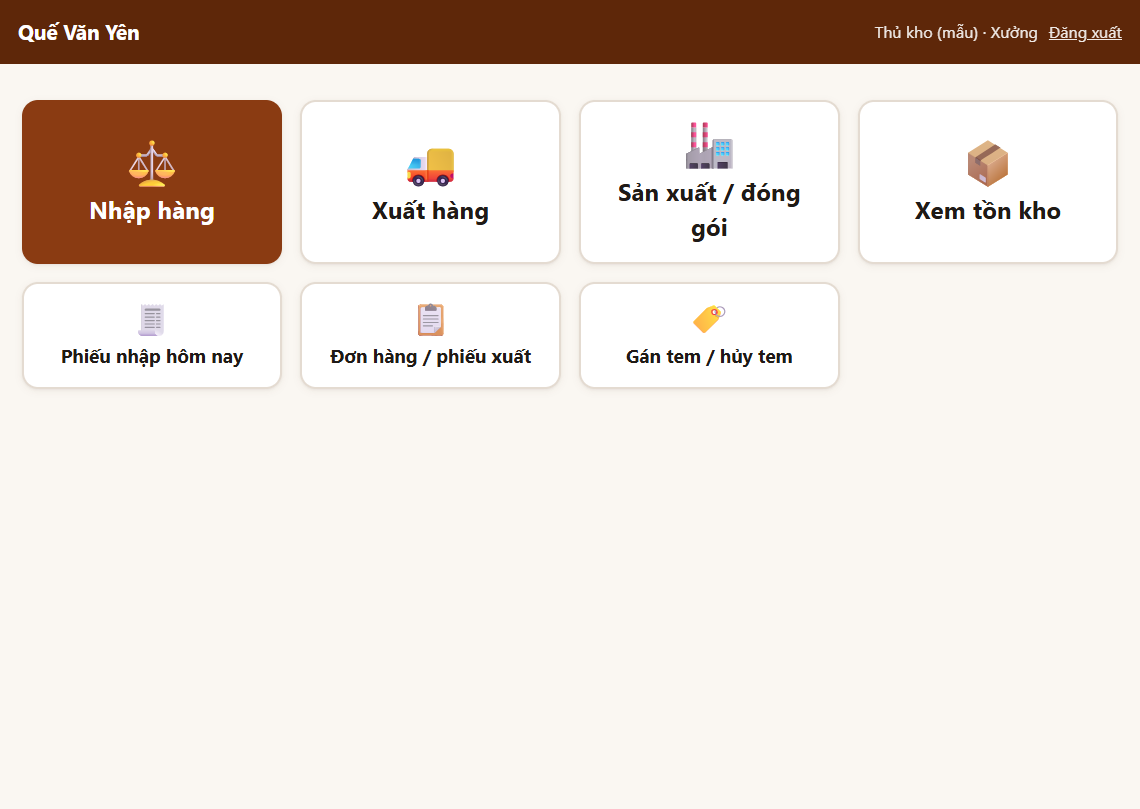 Quế Văn Yên
Thủ kho (mẫu) · Xưởng Đăng xuất
Nhập hàng
Xuất hàng
Sản xuất / đóng
gói
Xem tồn kho
Phiếu nhập hôm nay
Đơn hàng / phiếu xuất
Gán tem / hủy tem